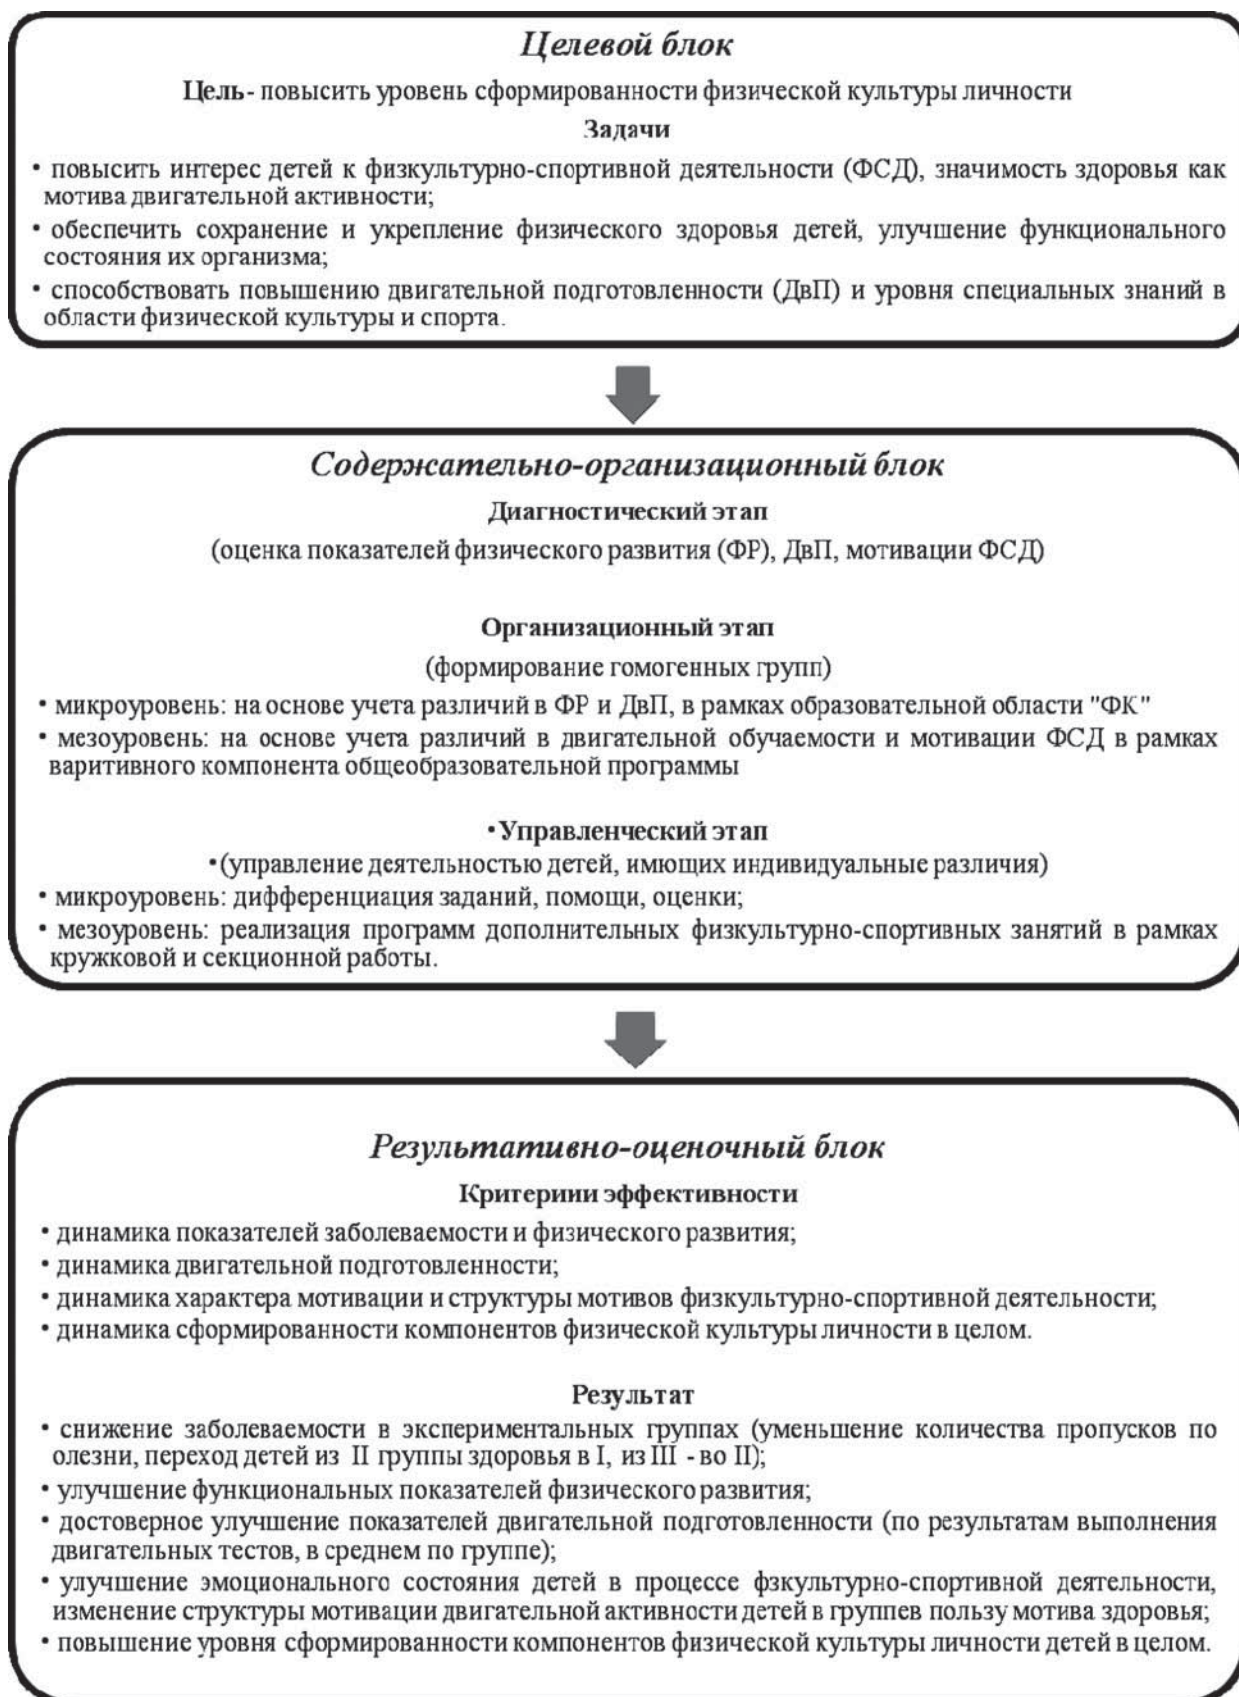 Целевой блок
Цель- повысить уровень сформированности физической культуры личности
Задачи
• повысить интерес детей к физкультурно-спортивной деятельности (ФСД), значимость здоровья как
мотива двигательной активности;
• обеспечить сохранение и укрепление физического здоровья детей, улучшение функционального
состояния их организма;
• способствовать повышению двигательной подготовленности (ДвП) и уровня специальных знаний в
области физической культуры и спорта.
Содержательно-организационный блок
Диагностический этап
(оценка показателей физического развития (ФР), ДвП, мотивации ФСД)
Организационный этап
(формирование гомогенных групп)
• микроуровень: на основе учета различий в ФР и ДвП, в рамках образовательной области "ФК"
• мезоуровень: на основе учета различий в двигательной обучаемости и мотивации ФСД в рамках
варитивного компонента общеобразовательной программы
•Управленческий этап
•(управление деятельностью детей, имющих индивидуальные различия)
• микроуровень: дифференциация заданий, помощи, оценки;
• мезоуровень: реализация программ дополнительных физкультурно-спортивных занятий в рамках
кружковой и секционной работы.
Результативно-оценочный блок
Критериии эффективности
• динамика показателей заболеваемости и физического развития;
• динамика двигательной подготовленности;
• динамика характера мотивации и структуры мотивов физкультурно-спортивной деятельности;
• динамика сформированности компонентов физической культуры личности в целом.
Результат
• снижение заболеваемости в экспериментальных группах (уменьшение количества пропусков по
олезни, переход детей из II группы здоровья в I, из III - во II);
• улучшение функциональных показателей физического развития;
• достоверное улучшение показателей двигательной подготовленности (по результатам выполнения
двигательных тестов, в среднем по группе);
• улучшение эмоционального состояния детей в процессе фзкультурно-спортивной деятельности,
изменение структуры мотивации двигательной активности детей в группев пользу мотива здоровья;
• повышение уровня сформированности компонентов физической культуры личности детей в целом.